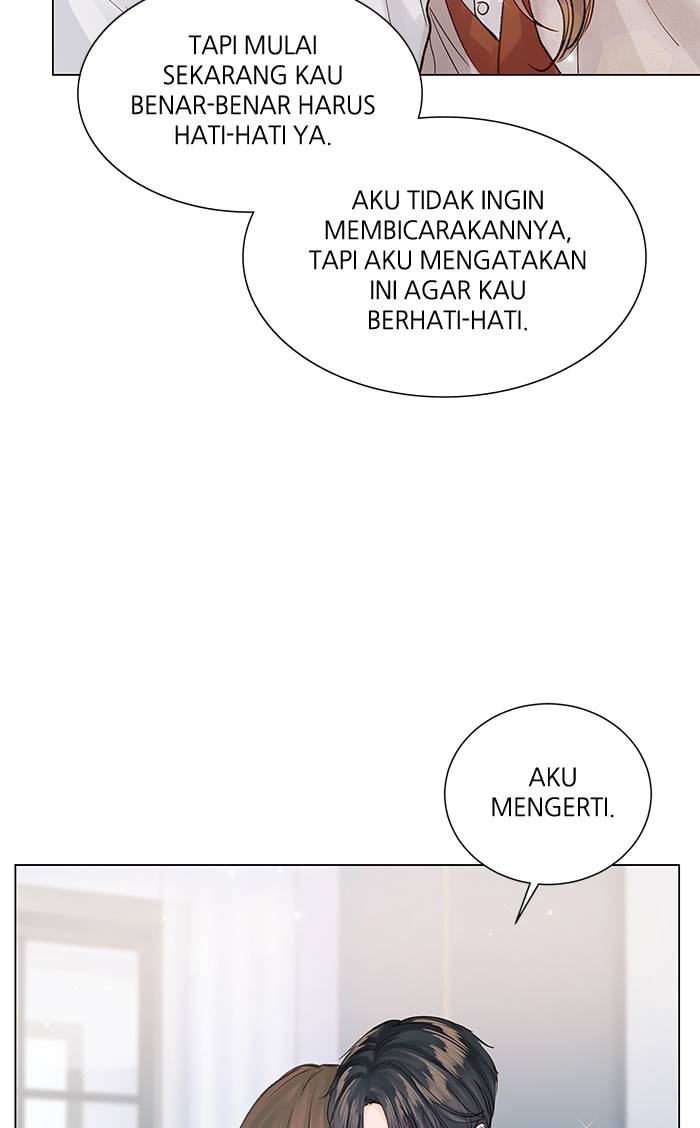 TAPI MULAI
SEKARANG KAU
BENAR-BENAR HARUS
HATI-HATI YA.
AKU TIDAK INGIN
MEMBICARAKANNYA,
TAPI AKU MENGATAKAN
INI AGAR KAU
BERHATI-HATI.
AKU
MENGERTI.